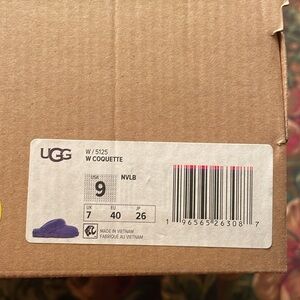 UGG
W / 5125
W COQUETTE
USA
9
NVLB
UK EU JP
7 40 26
MADE IN VIETNAM
FABRIQUÉ AU VIETNAM
1 96565 26308 7